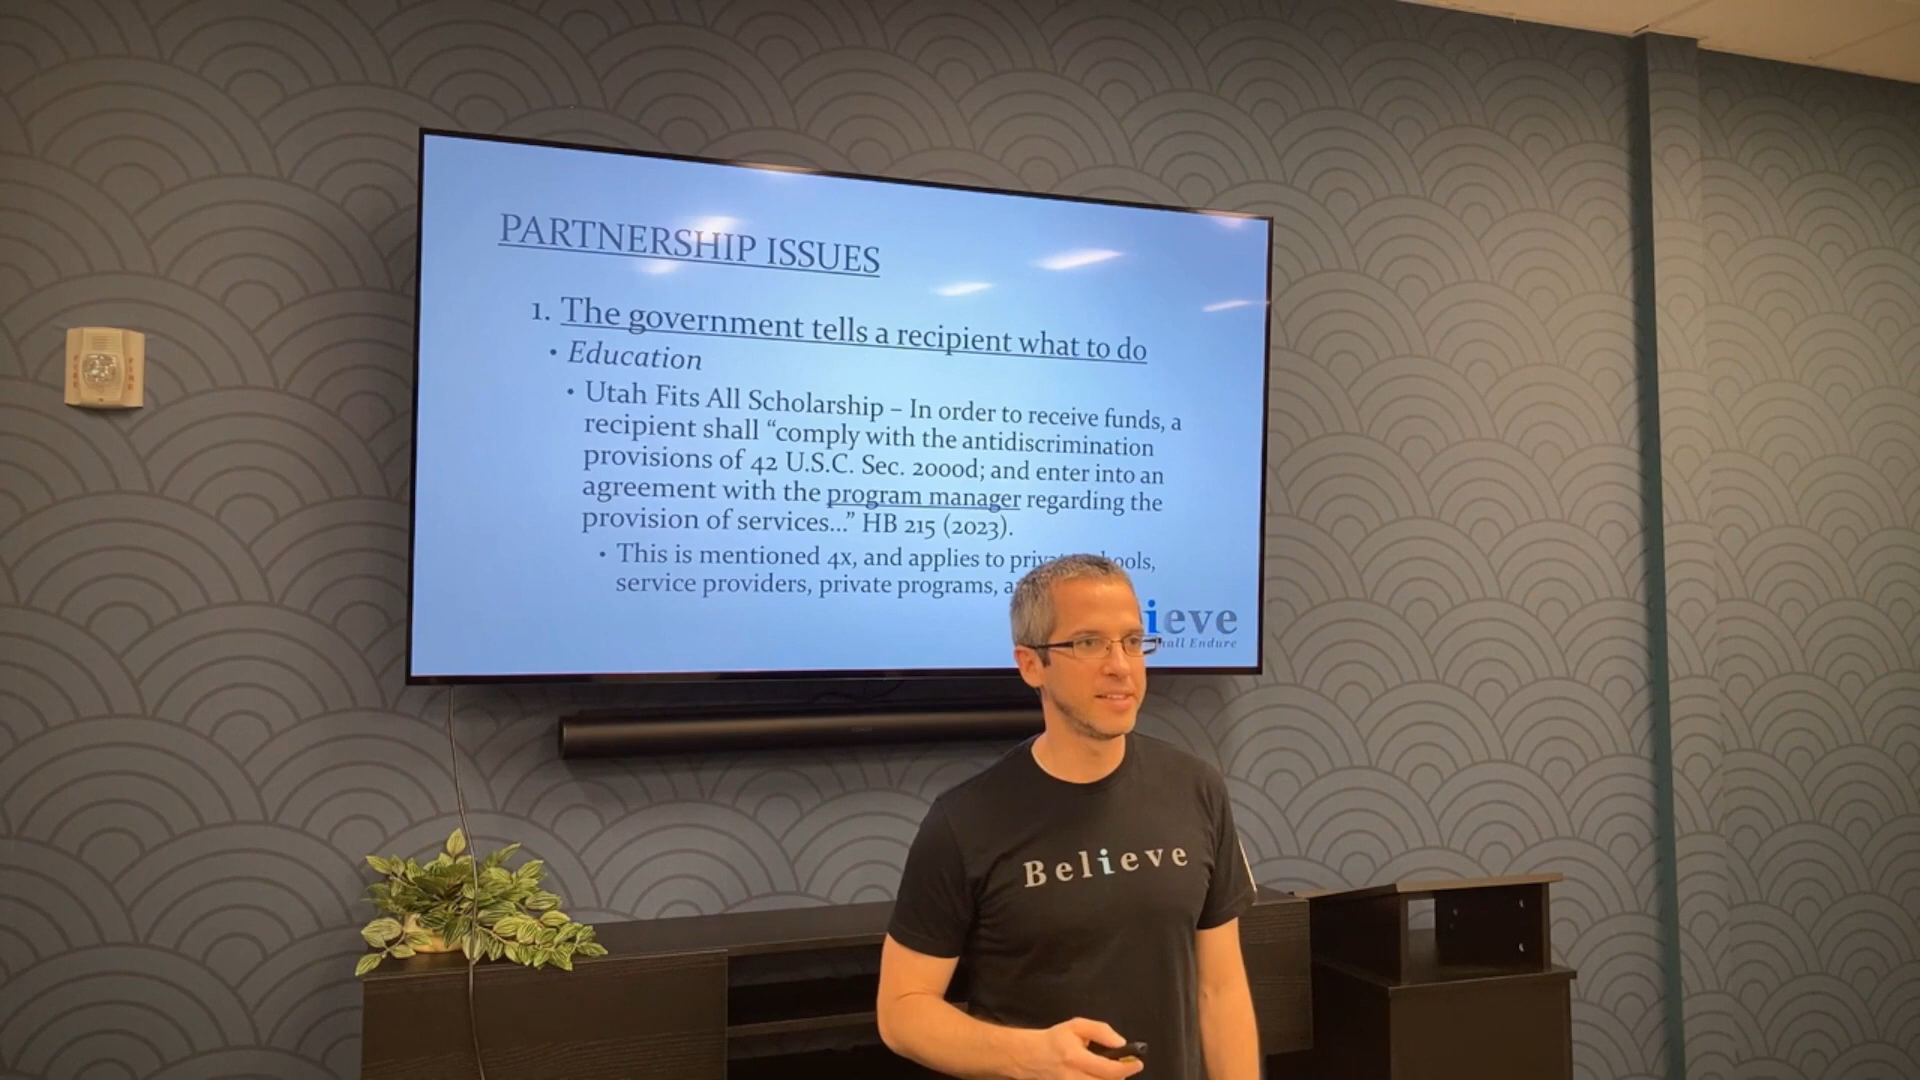 PARTNERSHIP ISSUES
1. The government tells a recipient what to do
• Education
• Utah Fits All Scholarship – In order to receive funds, a
recipient shall “comply with the antidiscrimination
provisions of 42 U.S.C. Sec. 2000d; and enter into an
agreement with the program manager regarding the
provision of services...” HB 215 (2023).
• This is mentioned 4x, and applies to
service providers, private programs,
ieve
Endure
Believe
FIRE
FIRE